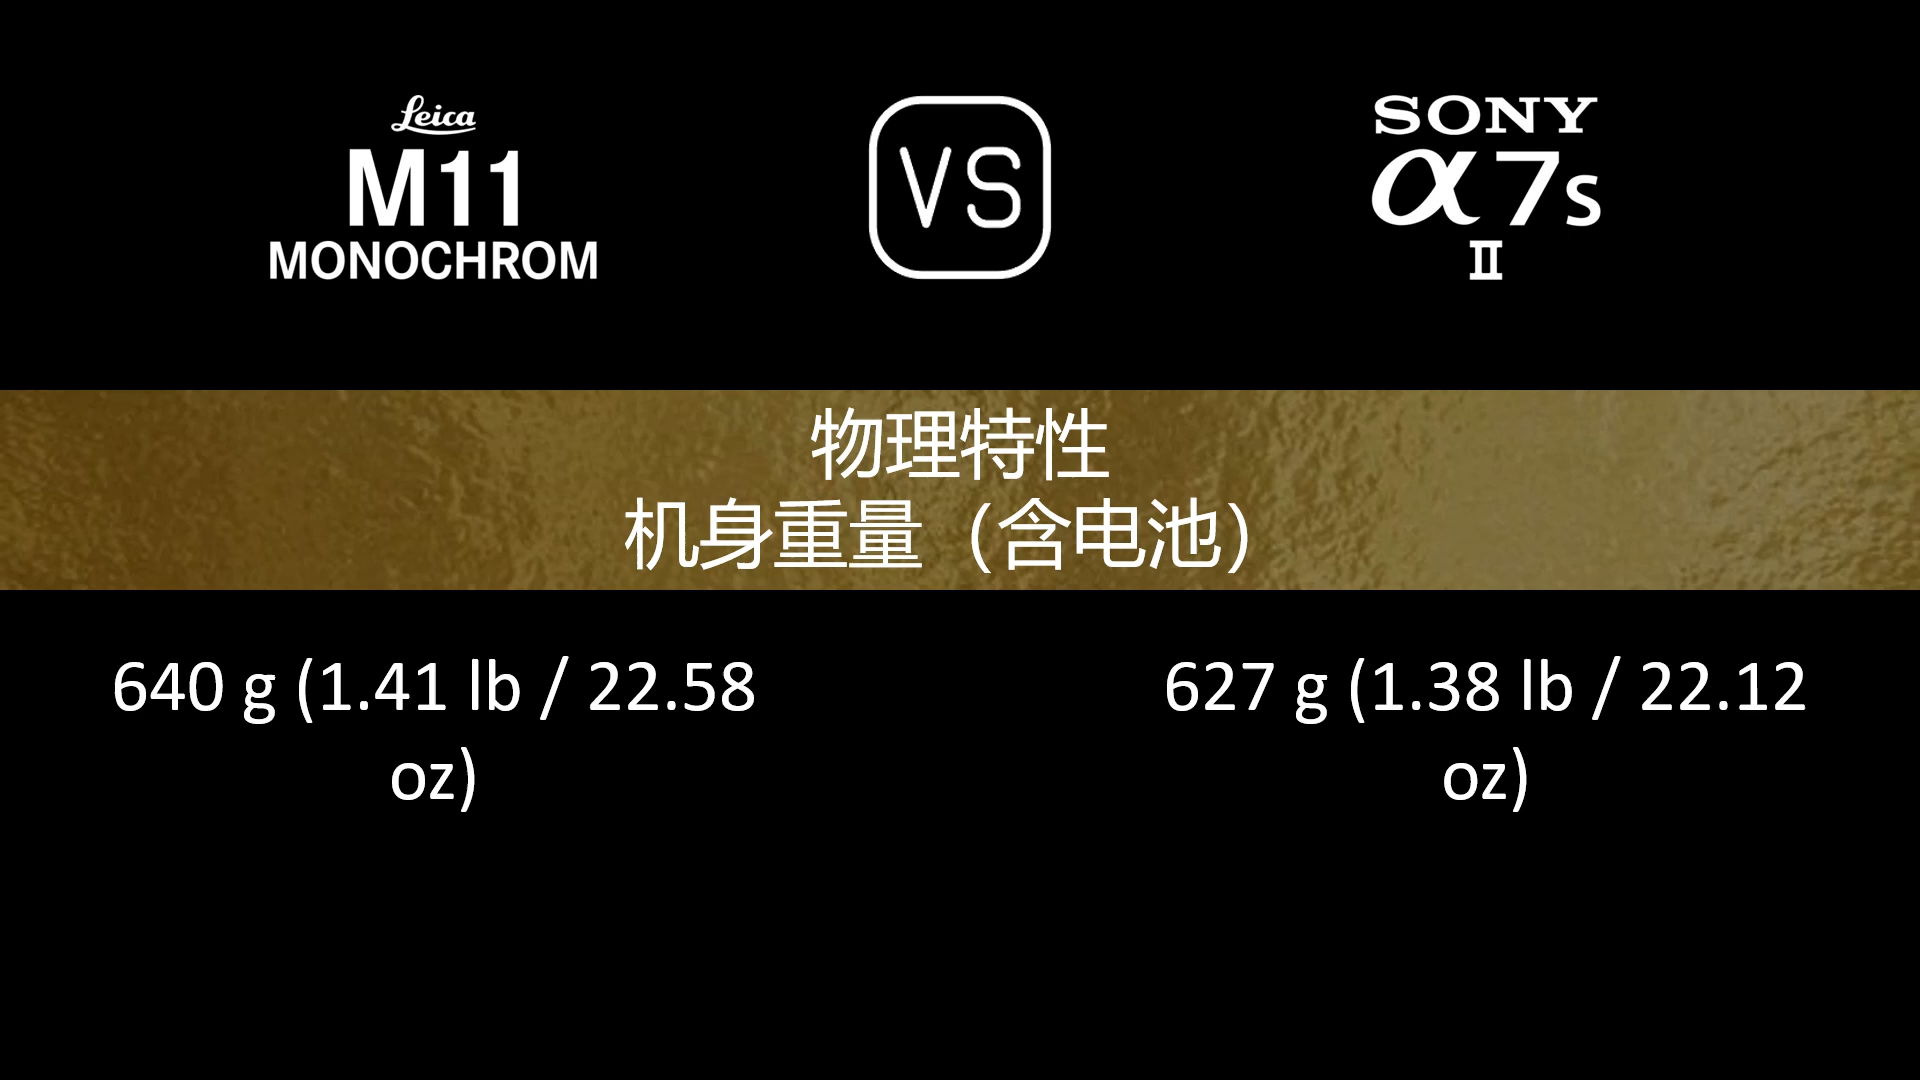 Leica
M11
MONOCHROM
VS
SONY
α7s
II
物理特性
机身重量（含电池）
640 g (1.41 lb / 22.58
oz)
627 g (1.38 lb / 22.12
oz)